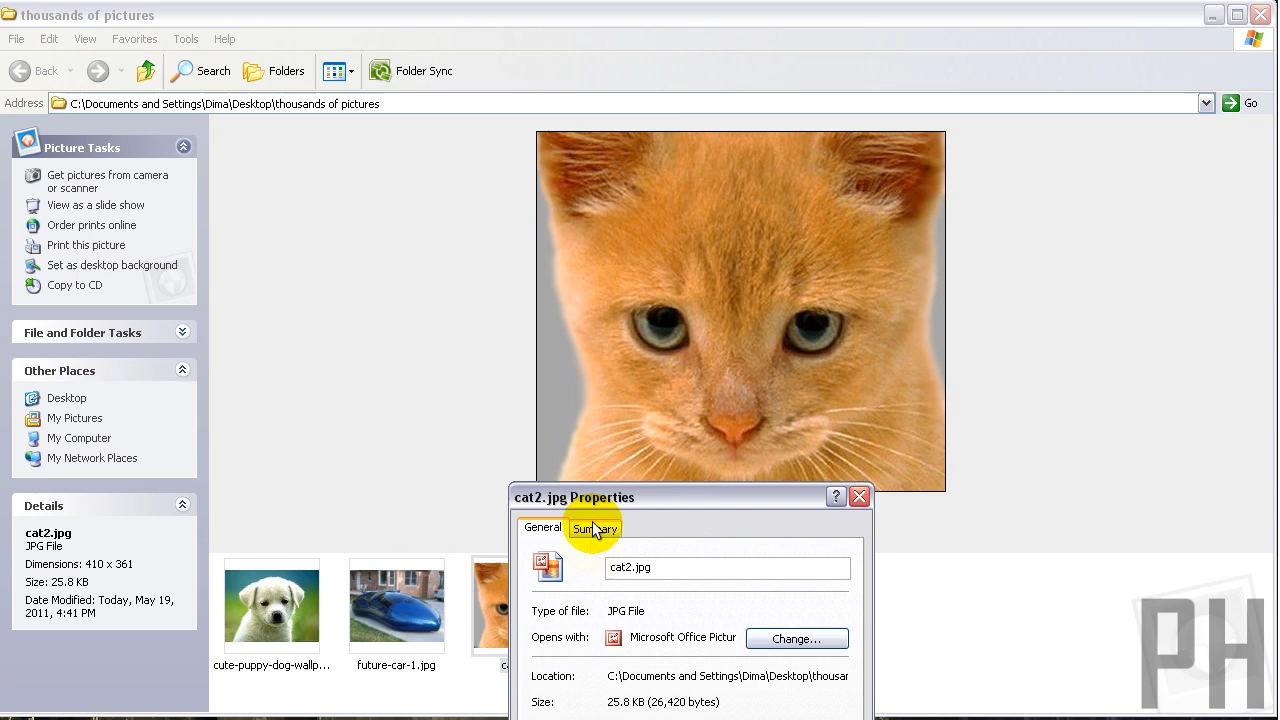 thousands of pictures
File Edit View Favorites Tools Help
Back Search Folders Folder Sync
Address C:\Documents and Settings\Dima\Desktop\thousands of pictures Go
Picture Tasks
Get pictures from camera
or scanner
View as a slide show
Order prints online
Print this picture
Set as desktop background
Copy to CD
File and Folder Tasks
Other Places
Desktop
My Pictures
My Computer
My Network Places
Details
cat2.jpg
JPG File
Dimensions: 410 x 361
Size: 25.8 KB
Date Modified: Today, May 19,
2011, 4:41 PM
cute-puppy-dog-wallp...
future-car-1.jpg
cat2.jpg Properties
General Summary
cat2.jpg
Type of file: JPG File
Opens with: Microsoft Office Pictur Change...
Location: C:\Documents and Settings\Dima\Desktop\thousar
Size: 25.8 KB (26,420 bytes)
PH